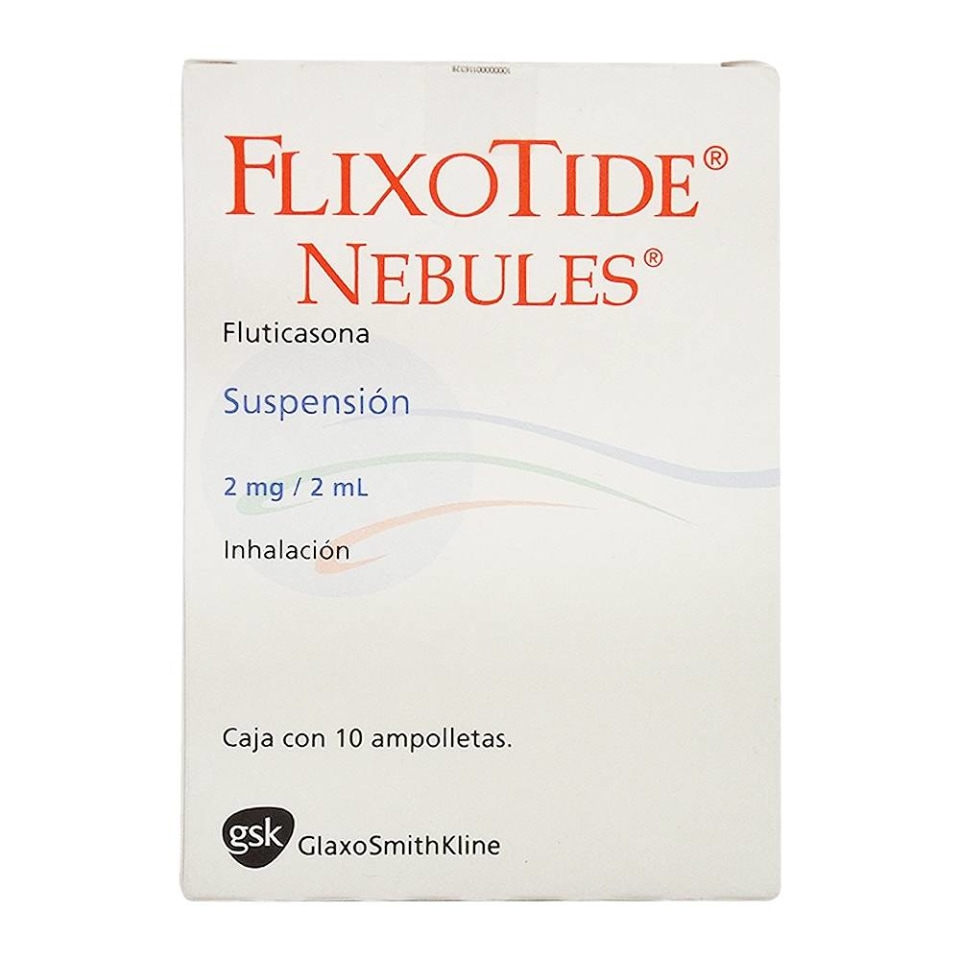 FLIXOTIDE®
NEBULES®
Fluticasona
Suspensión
2 mg / 2 mL
Inhalación
Caja con 10 ampolletas.
gsk GlaxoSmithKline